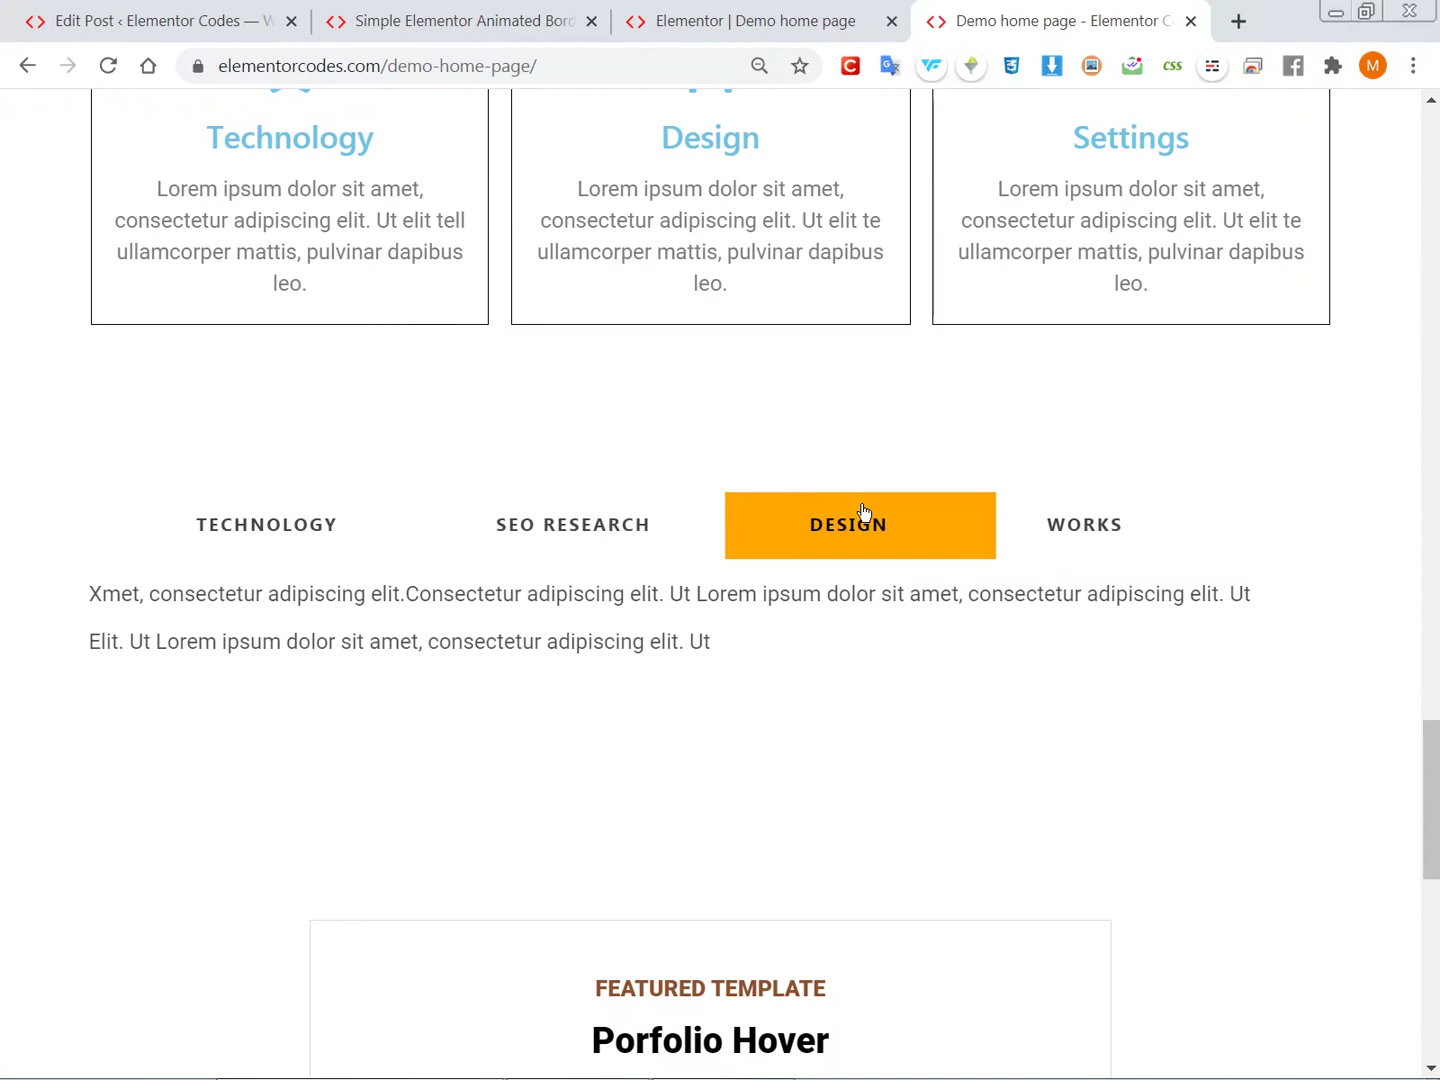 Edit Post ‹ Elementor Codes — W
Simple Elementor Animated Bord
Elementor | Demo home page
Demo home page - Elementor C
elementorcodes.com/demo-home-page/
C
css
M
Technology
Lorem ipsum dolor sit amet,
consectetur adipiscing elit. Ut elit tell
ullamcorper mattis, pulvinar dapibus
leo.
Design
Lorem ipsum dolor sit amet,
consectetur adipiscing elit. Ut elit te
ullamcorper mattis, pulvinar dapibus
leo.
Settings
Lorem ipsum dolor sit amet,
consectetur adipiscing elit. Ut elit te
ullamcorper mattis, pulvinar dapibus
leo.
TECHNOLOGY
SEO RESEARCH
DESIGN
WORKS
Xmet, consectetur adipiscing elit.Consectetur adipiscing elit. Ut Lorem ipsum dolor sit amet, consectetur adipiscing elit. Ut
Elit. Ut Lorem ipsum dolor sit amet, consectetur adipiscing elit. Ut
FEATURED TEMPLATE
Porfolio Hover